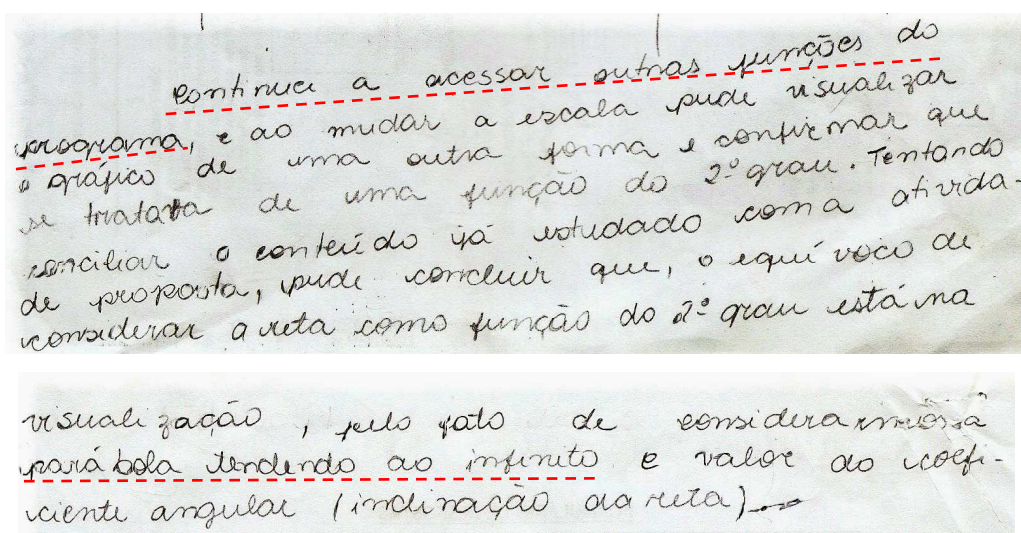 continuei a acessar outras funções do
programa, e ao mudar a escala pude visualizar
o gráfico de uma outra forma e confirmar que
se tratava de uma função do 2º grau. Tentando
conciliar o conteúdo já estudado com a ativida-
de proposta, pude concluir que, o equívoco de
considerar a reta como função do 2º grau está na
visualização, pelo fato de considerarmos a
parábola tendendo ao infinito e valor do coefi-
ciente angular (inclinação da reta).